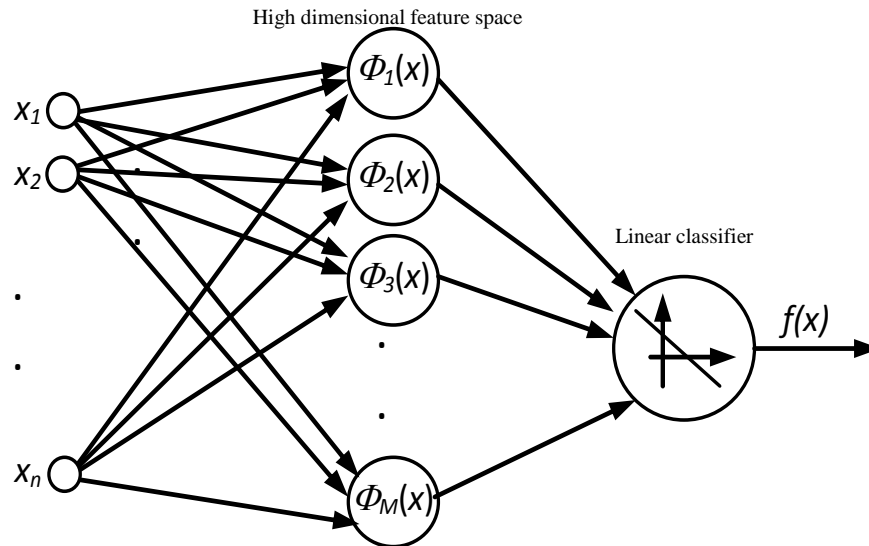 High dimensional feature space
Φ1(x)
x1
x2
Φ2(x)
Linear classifier
Φ3(x)
f(x)
xn
ΦM(x)